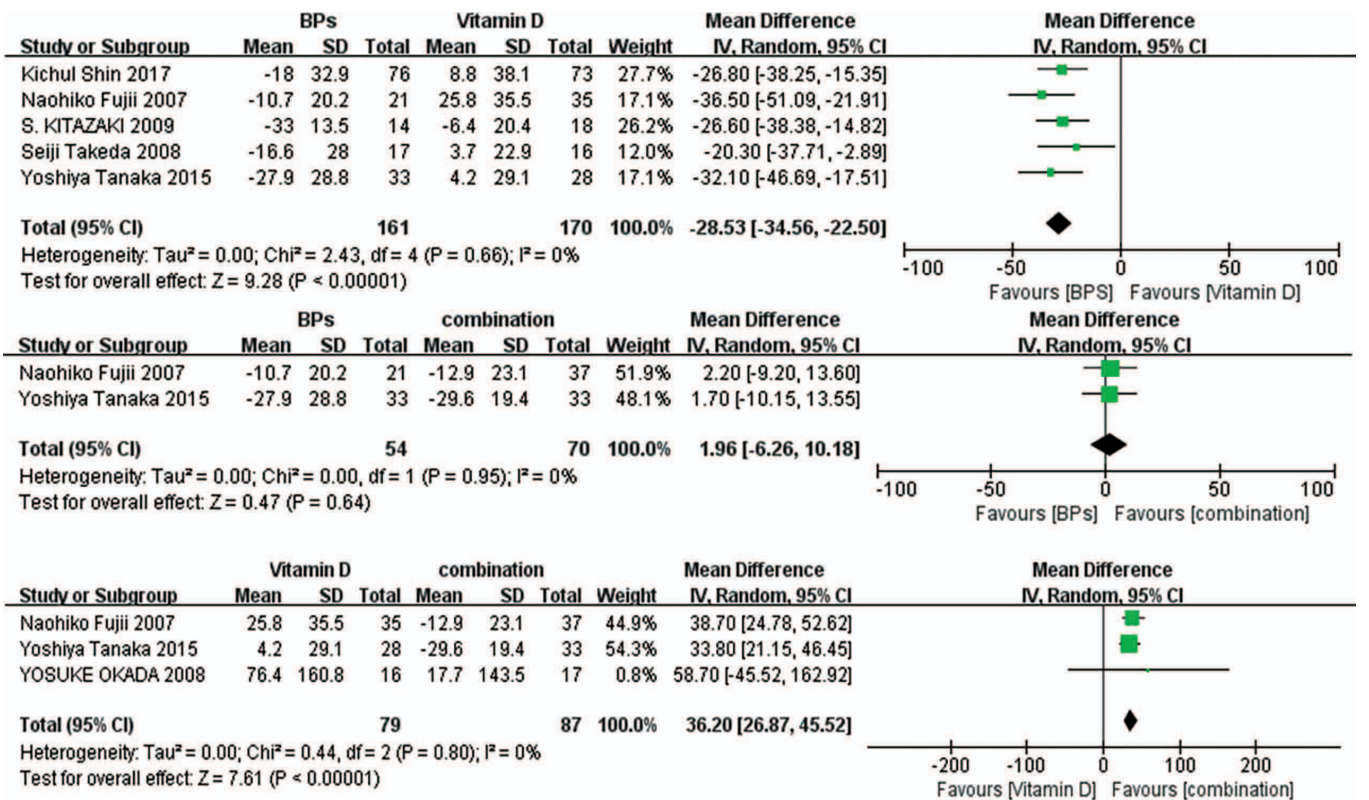 BPs Vitamin D Mean Difference Mean Difference
Study or Subgroup Mean SD Total Mean SD Total Weight IV, Random, 95% CI IV, Random, 95% CI
Kichul Shin 2017 -18 32.9 76 8.8 38.1 73 27.7% -26.80 [-38.25, -15.35]
Naohiko Fujii 2007 -10.7 20.2 21 25.8 35.5 35 17.1% -36.50 [-51.09, -21.91]
S. KITAZAKI 2009 -33 13.5 14 -6.4 20.4 18 26.2% -26.60 [-38.38, -14.82]
Seiji Takeda 2008 -16.6 28 17 3.7 22.9 16 12.0% -20.30 [-37.71, -2.89]
Yoshiya Tanaka 2015 -27.9 28.8 33 4.2 29.1 28 17.1% -32.10 [-46.69, -17.51]
Total (95% CI) 161 170 100.0% -28.53 [-34.56, -22.50]
Heterogeneity: Tau² = 0.00; Chi² = 2.43, df = 4 (P = 0.66); I² = 0%
Test for overall effect: Z = 9.28 (P < 0.00001)
-100 -50 0 50 100
Favours [BPS] Favours [Vitamin D]
BPs combination Mean Difference Mean Difference
Study or Subgroup Mean SD Total Mean SD Total Weight IV, Random, 95% CI IV, Random, 95% CI
Naohiko Fujii 2007 -10.7 20.2 21 -12.9 23.1 37 51.9% 2.20 [-9.20, 13.60]
Yoshiya Tanaka 2015 -27.9 28.8 33 -29.6 19.4 33 48.1% 1.70 [-10.15, 13.55]
Total (95% CI) 54 70 100.0% 1.96 [-6.26, 10.18]
Heterogeneity: Tau² = 0.00; Chi² = 0.00, df = 1 (P = 0.95); I² = 0%
Test for overall effect: Z = 0.47 (P = 0.64)
-100 -50 0 50 100
Favours [BPs] Favours [combination]
Vitamin D combination Mean Difference Mean Difference
Study or Subgroup Mean SD Total Mean SD Total Weight IV, Random, 95% CI IV, Random, 95% CI
Naohiko Fujii 2007 25.8 35.5 35 -12.9 23.1 37 44.9% 38.70 [24.78, 52.62]
Yoshiya Tanaka 2015 4.2 29.1 28 -29.6 19.4 33 54.3% 33.80 [21.15, 46.45]
YOSUKE OKADA 2008 76.4 160.8 16 17.7 143.5 17 0.8% 58.70 [-45.52, 162.92]
Total (95% CI) 79 87 100.0% 36.20 [26.87, 45.52]
Heterogeneity: Tau² = 0.00; Chi² = 0.44, df = 2 (P = 0.80); I² = 0%
Test for overall effect: Z = 7.61 (P < 0.00001)
-200 -100 0 100 200
Favours [Vitamin D] Favours [combination]